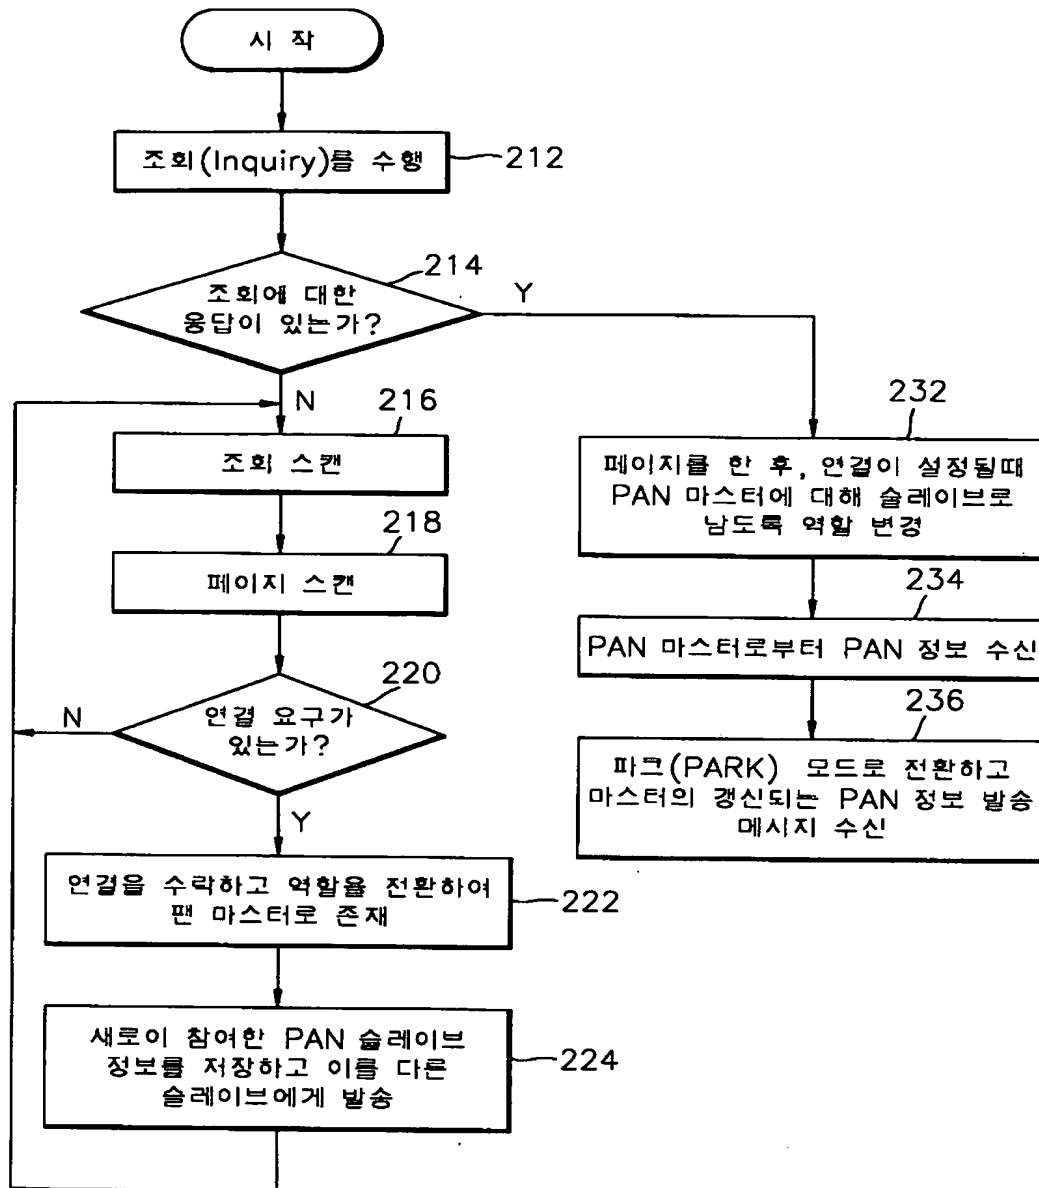 시 작
조회(Inquiry)를 수행
212
214
조회에 대한
응답이 있는가?
Y
N
216
조회 스캔
218
페이지 스캔
220
연결 요구가
있는가?
N
Y
연결을 수락하고 역할을 전환하여
팬 마스터로 존재
222
새로이 참여한 PAN 슬레이브
정보를 저장하고 이를 다른
슬레이브에게 발송
224
232
페이지를 한 후, 연결이 설정될때
PAN 마스터에 대해 슬레이브로
남도록 역할 변경
234
PAN 마스터로부터 PAN 정보 수신
236
파크(PARK) 모드로 전환하고
마스터의 갱신되는 PAN 정보 발송
메시지 수신